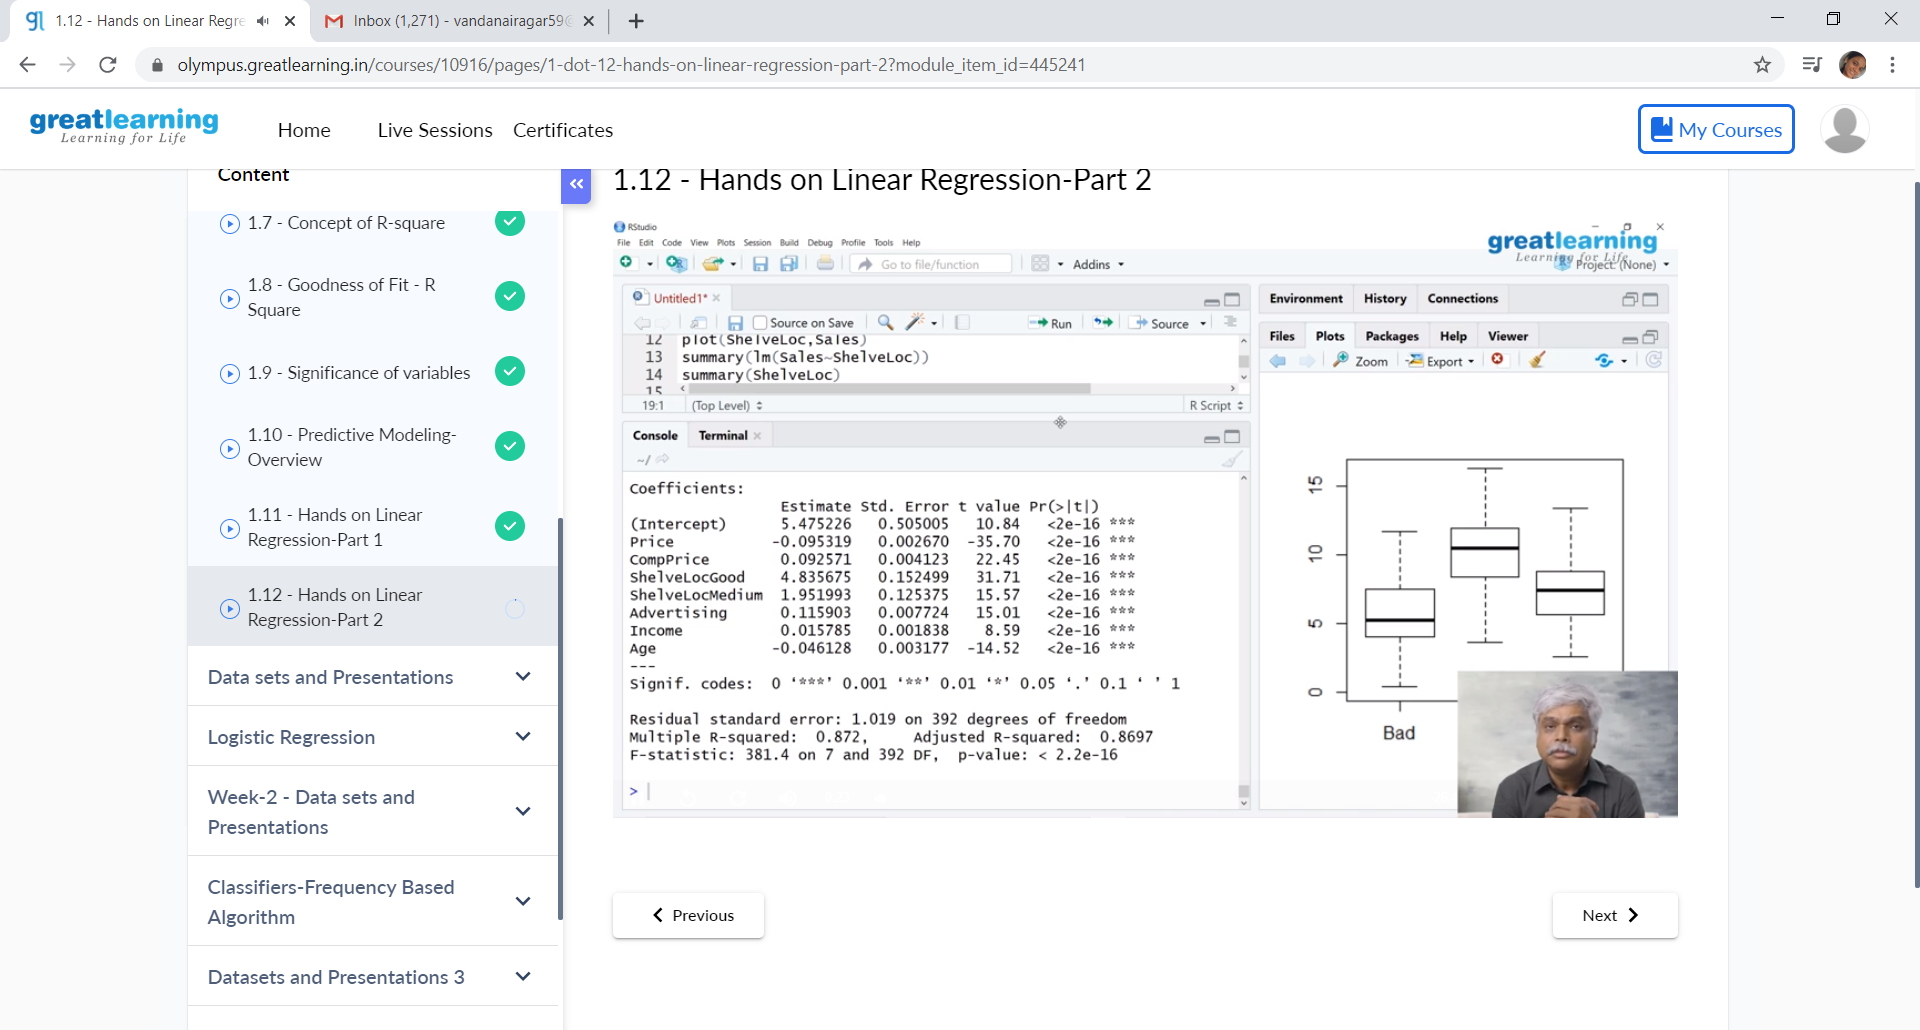 1.12 - Hands on Linear Regre
Inbox (1,271) - vandanairagar59@
olympus.greatlearning.in/courses/10916/pages/1-dot-12-hands-on-linear-regression-part-2?module_item_id=445241
greatlearning
Learning for Life
Home
Live Sessions
Certificates
My Courses
Content
1.7 - Concept of R-square
1.8 - Goodness of Fit - R
Square
1.9 - Significance of variables
1.10 - Predictive Modeling-
Overview
1.11 - Hands on Linear
Regression-Part 1
1.12 - Hands on Linear
Regression-Part 2
Data sets and Presentations
Logistic Regression
Week-2 - Data sets and
Presentations
Classifiers-Frequency Based
Algorithm
Datasets and Presentations 3
1.12 - Hands on Linear Regression-Part 2
RStudio
File Edit Code View Plots Session Build Debug Profile Tools Help
Go to file/function
Addins
greatlearning
Learning for Life
Project: (None)
Untitled1*
Source on Save
Run
Source
12 plot(ShelveLoc,Sales)
13 summary(lm(Sales~ShelveLoc))
14 summary(ShelveLoc)
15
19:1 (Top Level) R Script
Console Terminal
~/
Coefficients:
Estimate Std. Error t value Pr(>|t|)
(Intercept) 5.475226 0.505005 10.84 <2e-16 ***
Price -0.095319 0.002670 -35.70 <2e-16 ***
CompPrice 0.092571 0.004123 22.45 <2e-16 ***
ShelveLocGood 4.835675 0.152499 31.71 <2e-16 ***
ShelveLocMedium 1.951993 0.125375 15.57 <2e-16 ***
Advertising 0.115903 0.007724 15.01 <2e-16 ***
Income 0.015785 0.001838 8.59 <2e-16 ***
Age -0.046128 0.003177 -14.52 <2e-16 ***
---
Signif. codes: 0 ‘***’ 0.001 ‘**’ 0.01 ‘*’ 0.05 ‘.’ 0.1 ‘ ’ 1
Residual standard error: 1.019 on 392 degrees of freedom
Multiple R-squared: 0.872, Adjusted R-squared: 0.8697
F-statistic: 381.4 on 7 and 392 DF, p-value: < 2.2e-16
>
Environment History Connections
Files Plots Packages Help Viewer
Zoom Export
15
10
5
0
Bad
Previous
Next